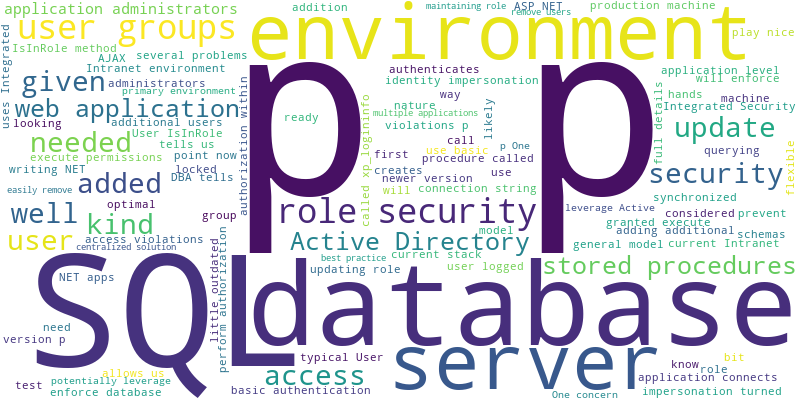 application administrators
addition
maintaining role
ASP NET
remove users
production machine
user groups
environment
play nice
IsInRole method
AJAX
several problems
Intranet environment
uses Integrated
given
administrators
primary environment
authenticates
identity impersonation
application level
will enforce
p p
web application
looking
additional users
User IsInRole
tells us
needed
execute permissions
writing NET
point now
DBA tells
locked
added
easily remove
optimal
well
group
kind
user
access violations
centralized solution
authorization within
ready
called xp_logininfo
way
nature
multiple applications
violations p
likely
call
p One
use basic
first
procedure called
creates
use
newer version
will
connection string
full details
hands
machine
Integrated Security
update
querying
security
flexible
synchronized
leverage Active
considered
prevent
granted execute
adding additional
schemas
general model
current Intranet
role security
model
Active Directory
best practice
current stack
updating role
user logged
stored procedures
SQL
database
NET apps
little outdated
perform authorization
need
version p
typical User
server
know
bit
role
application connects
allows us
access
test
potentially leverage
enforce database
basic authentication
One concern
impersonation turned